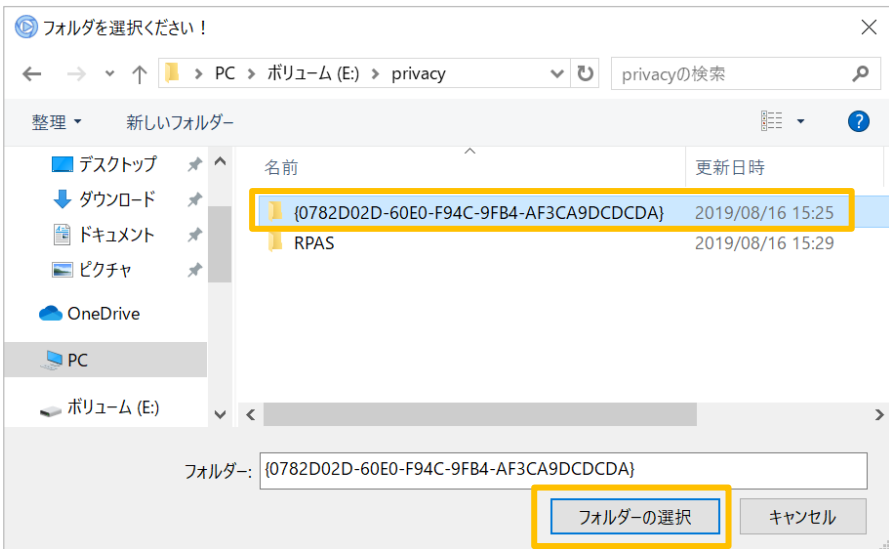 フォルダを選択ください！
PC > ボリューム (E:) > privacy
privacyの検索
整理
新しいフォルダー
?
デスクトップ
ダウンロード
ドキュメント
ピクチャ
OneDrive
PC
ボリューム (E:)
名前
更新日時
{0782D02D-60E0-F94C-9FB4-AF3CA9DCDCDA}
2019/08/16 15:25
RPAS
2019/08/16 15:29
フォルダー:
{0782D02D-60E0-F94C-9FB4-AF3CA9DCDCDA}
フォルダーの選択
キャンセル